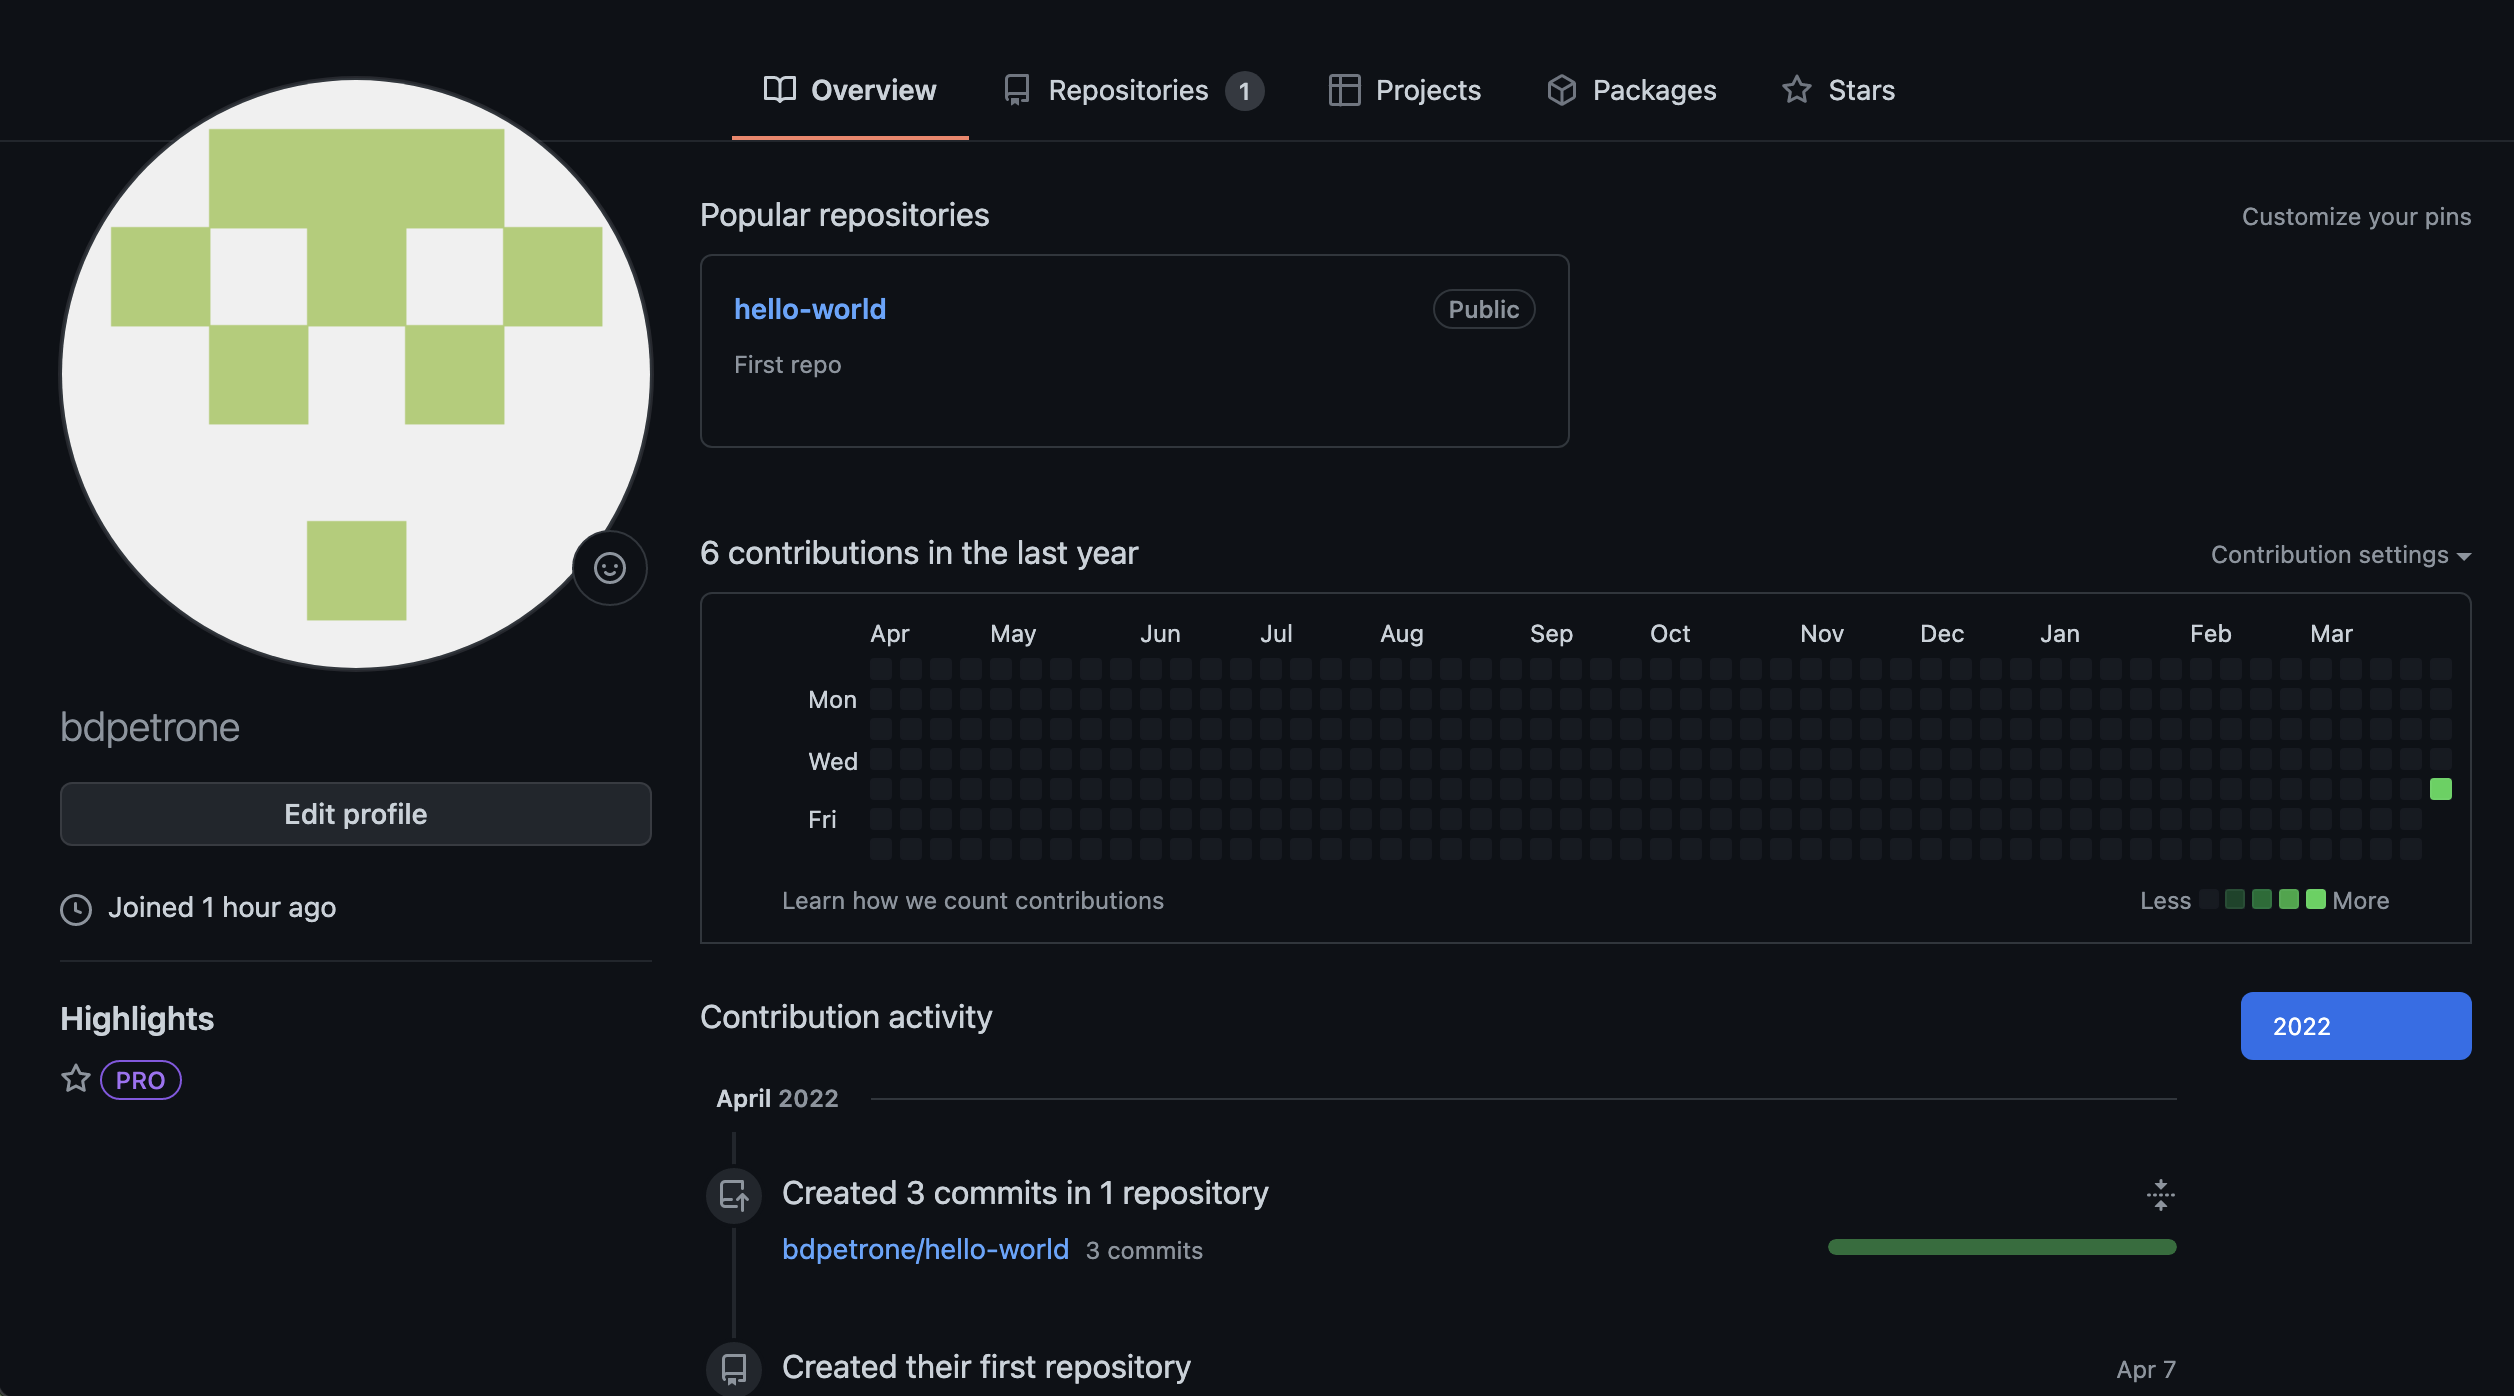 Overview
Repositories 1
Projects
Packages
Stars
bdpetrone
Edit profile
Joined 1 hour ago
Highlights
PRO
Popular repositories
Customize your pins
hello-world
Public
First repo
6 contributions in the last year
Contribution settings
Apr May Jun Jul Aug Sep Oct Nov Dec Jan Feb Mar
Mon
Wed
Fri
Learn how we count contributions
Less More
Contribution activity
2022
April 2022
Created 3 commits in 1 repository
bdpetrone/hello-world 3 commits
Created their first repository
Apr 7